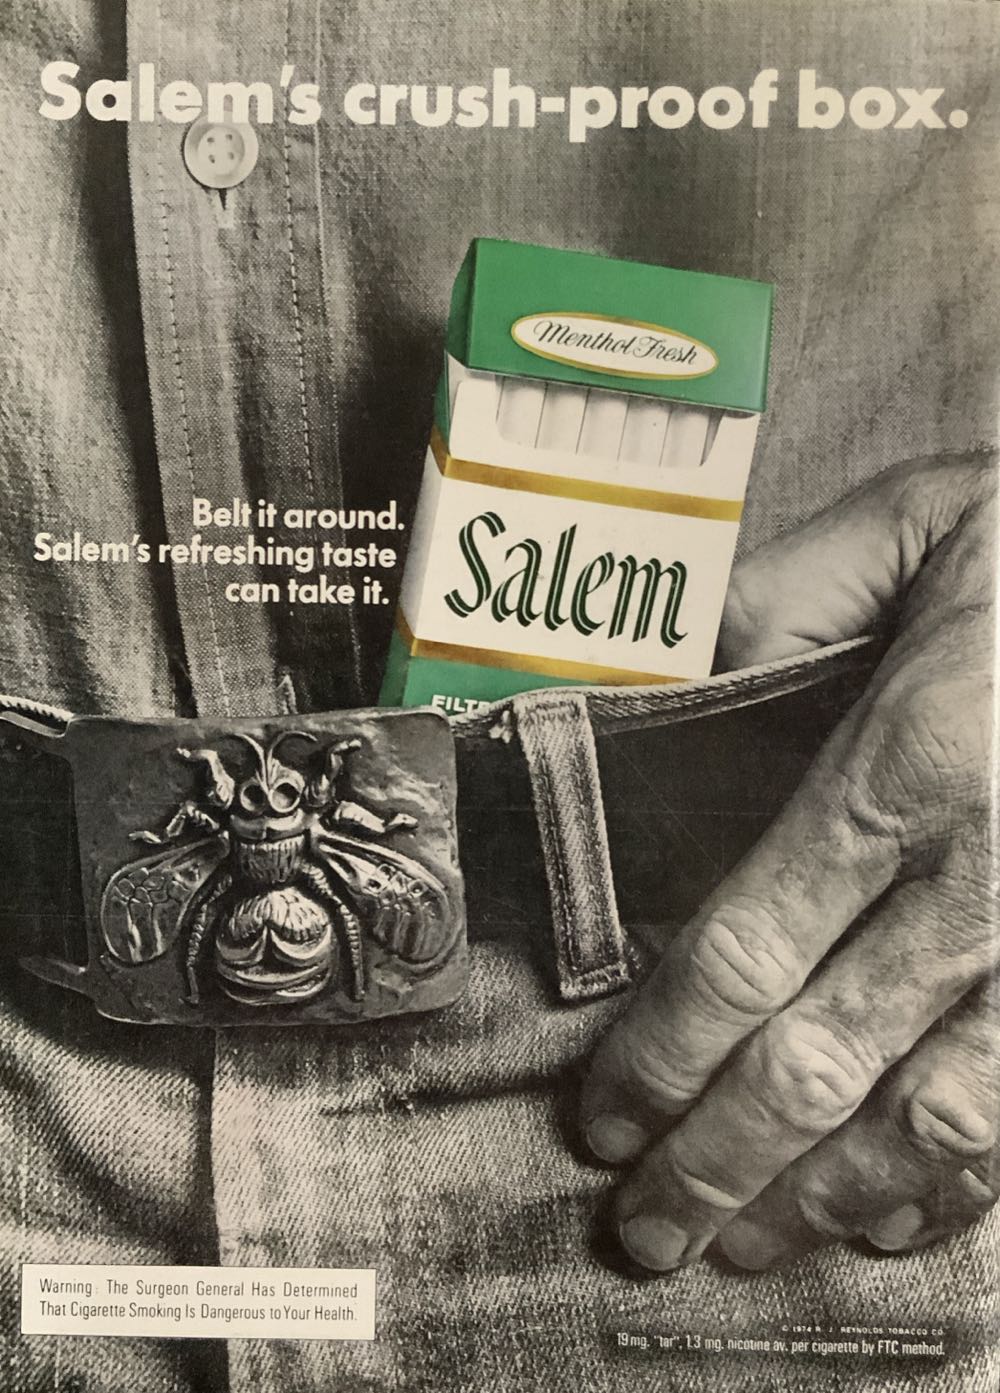 Salem's crush-proof box.
Menthol Fresh
Belt it around.
Salem's refreshing taste
can take it.
Salem
FILT
Warning: The Surgeon General Has Determined
That Cigarette Smoking Is Dangerous to Your Health.
© 1974 R. J. REYNOLDS TOBACCO CO.
19 mg. "tar", 1.3 mg. nicotine av. per cigarette by FTC method.